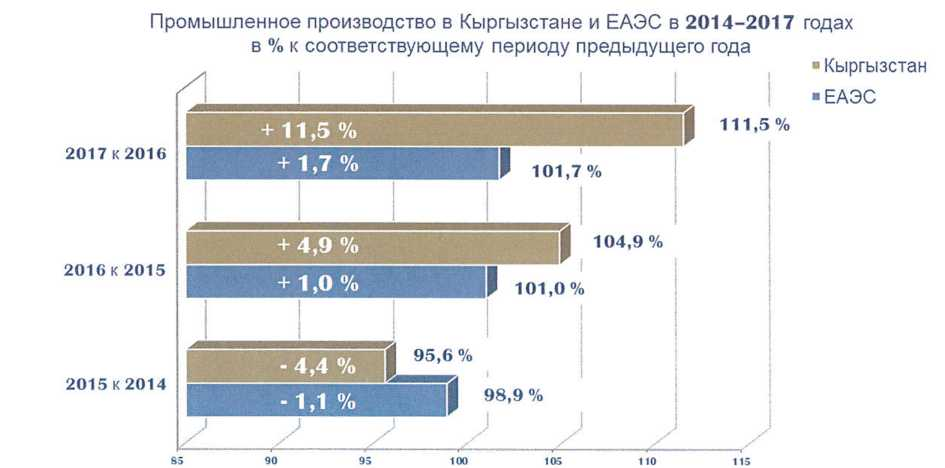 Промышленное производство в Кыргызстане и ЕАЭС в 2014–2017 годах
в % к соответствующему периоду предыдущего года
Кыргызстан
ЕАЭС
2017 к 2016
+ 11,5 %
111,5 %
+ 1,7 %
101,7 %
2016 к 2015
+ 4,9 %
104,9 %
+ 1,0 %
101,0 %
2015 к 2014
- 4,4 %
95,6 %
- 1,1 %
98,9 %
85 90 95 100 105 110 115